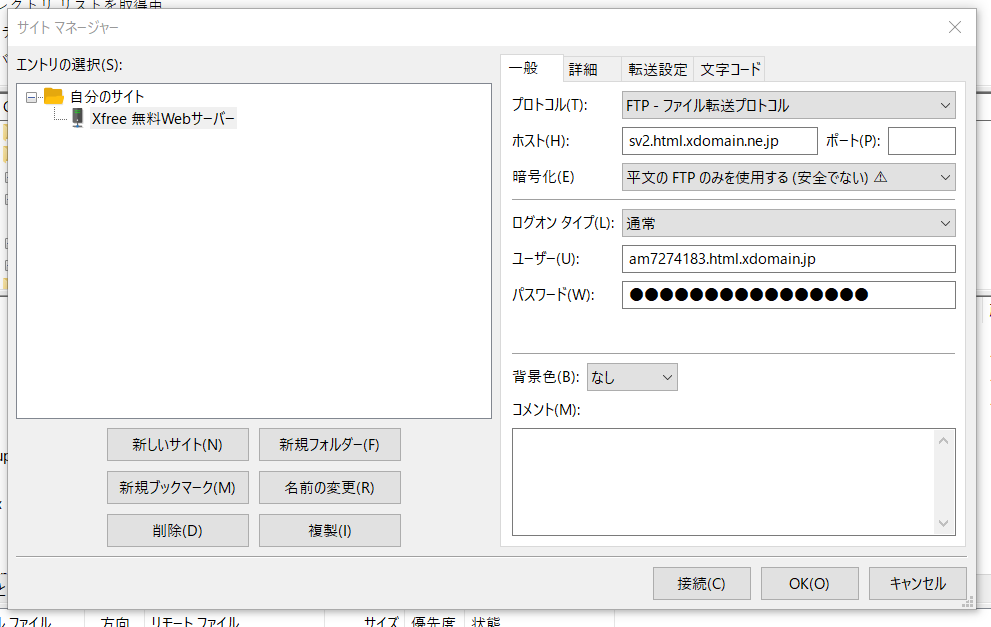 クトリ リストを取得中
サイト マネージャー
エントリの選択(S):
自分のサイト
Xfree 無料Webサーバー
新しいサイト(N)
新規フォルダー(F)
新規ブックマーク(M)
名前の変更(R)
削除(D)
複製(I)
一般
詳細
転送設定
文字コード
プロトコル(T):
FTP - ファイル転送プロトコル
ホスト(H):
sv2.html.xdomain.ne.jp
ポート(P):
暗号化(E)
平文の FTP のみを使用する (安全でない) ⚠
ログオン タイプ(L):
通常
ユーザー(U):
am7274183.html.xdomain.jp
パスワード(W):
●●●●●●●●●●●●●●●●
背景色(B):
なし
コメント(M):
接続(C)
OK(O)
キャンセル
ル ファイル
方向
リモート ファイル
サイズ
優先度
状態